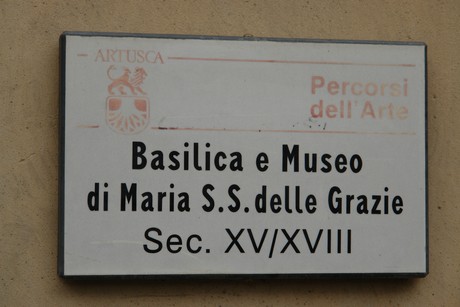 ARTUSCA
Percorsi
dell'Arte
Basilica e Museo
di Maria S.S. delle Grazie
Sec. XV/XVIII